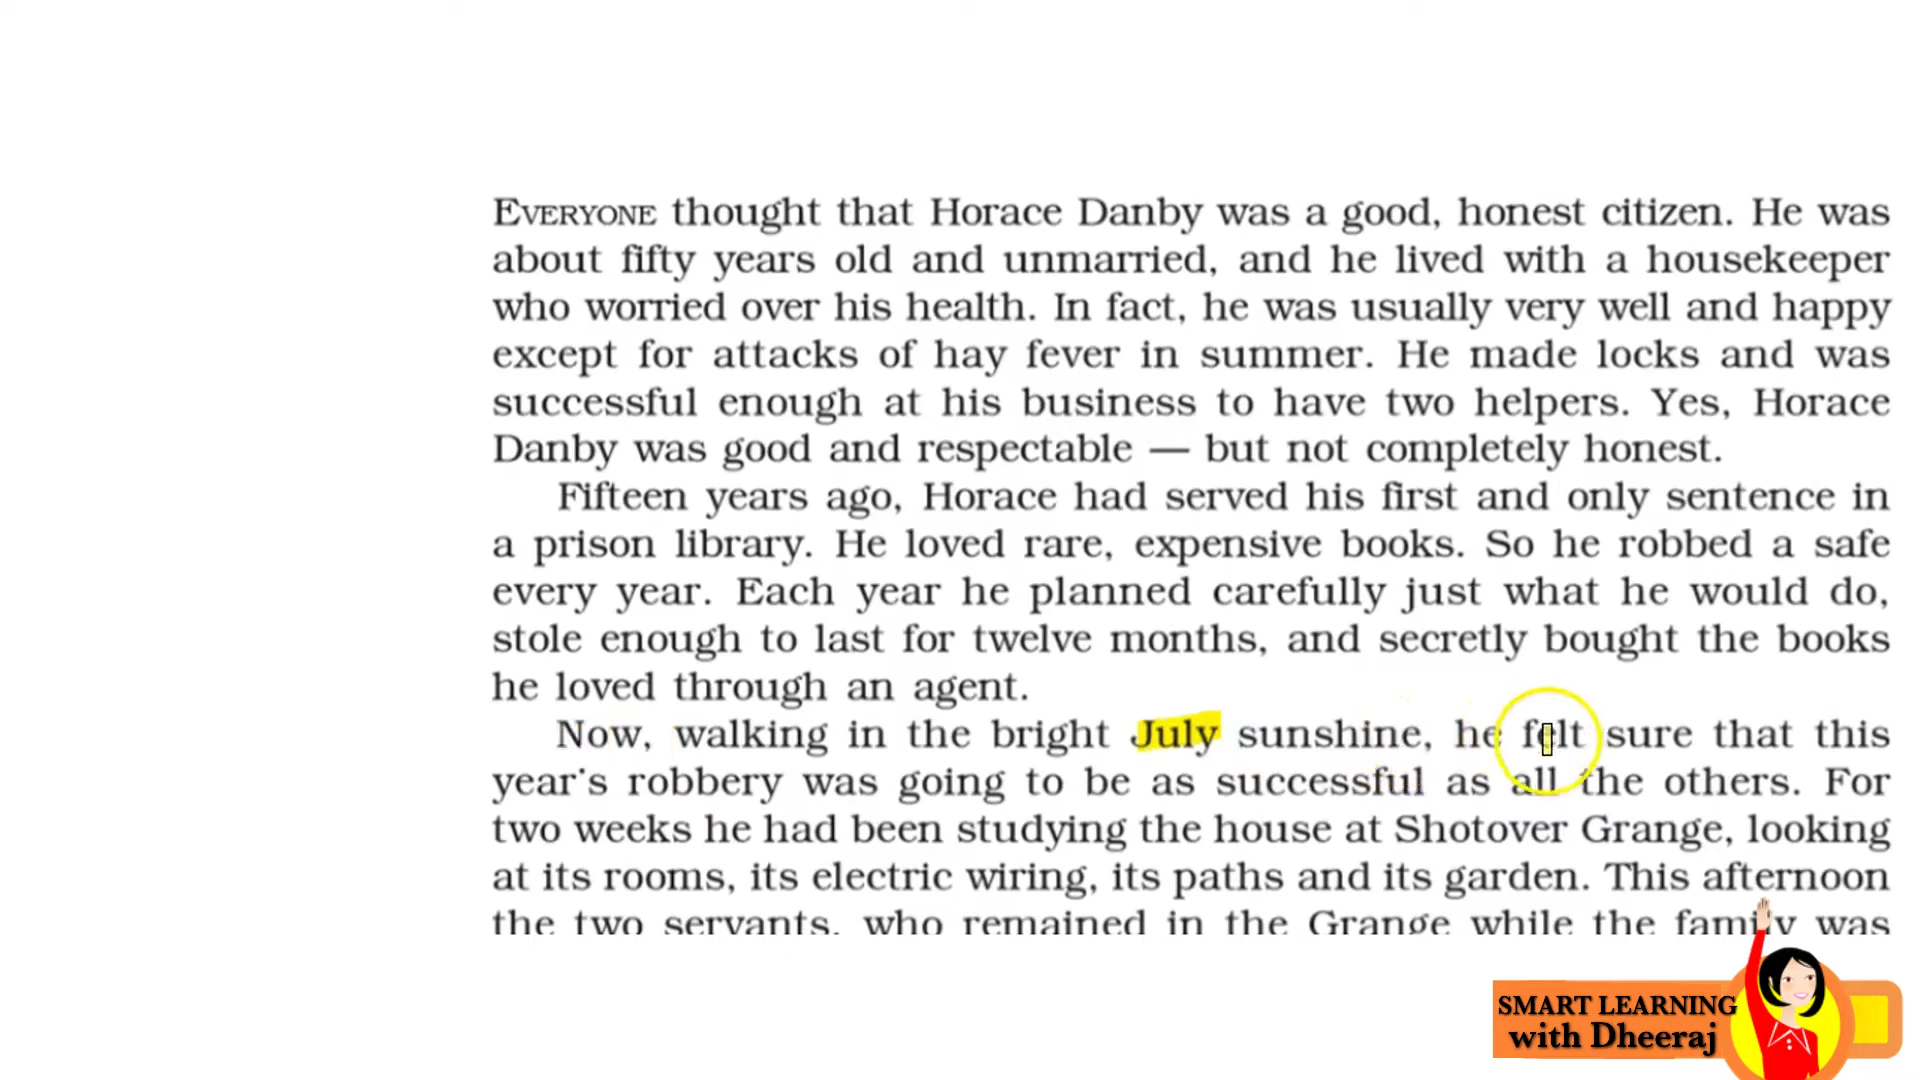 EVERYONE thought that Horace Danby was a good, honest citizen. He was
about fifty years old and unmarried, and he lived with a housekeeper
who worried over his health. In fact, he was usually very well and happy
except for attacks of hay fever in summer. He made locks and was
successful enough at his business to have two helpers. Yes, Horace
Danby was good and respectable — but not completely honest.
Fifteen years ago, Horace had served his first and only sentence in
a prison library. He loved rare, expensive books. So he robbed a safe
every year. Each year he planned carefully just what he would do,
stole enough to last for twelve months, and secretly bought the books
he loved through an agent.
Now, walking in the bright July sunshine, he felt sure that this
year's robbery was going to be as successful as all the others. For
two weeks he had been studying the house at Shotover Grange, looking
at its rooms, its electric wiring, its paths and its garden. This afternoon
the two servants, who remained in the Grange while the family was
SMART LEARNING
with Dheeraj